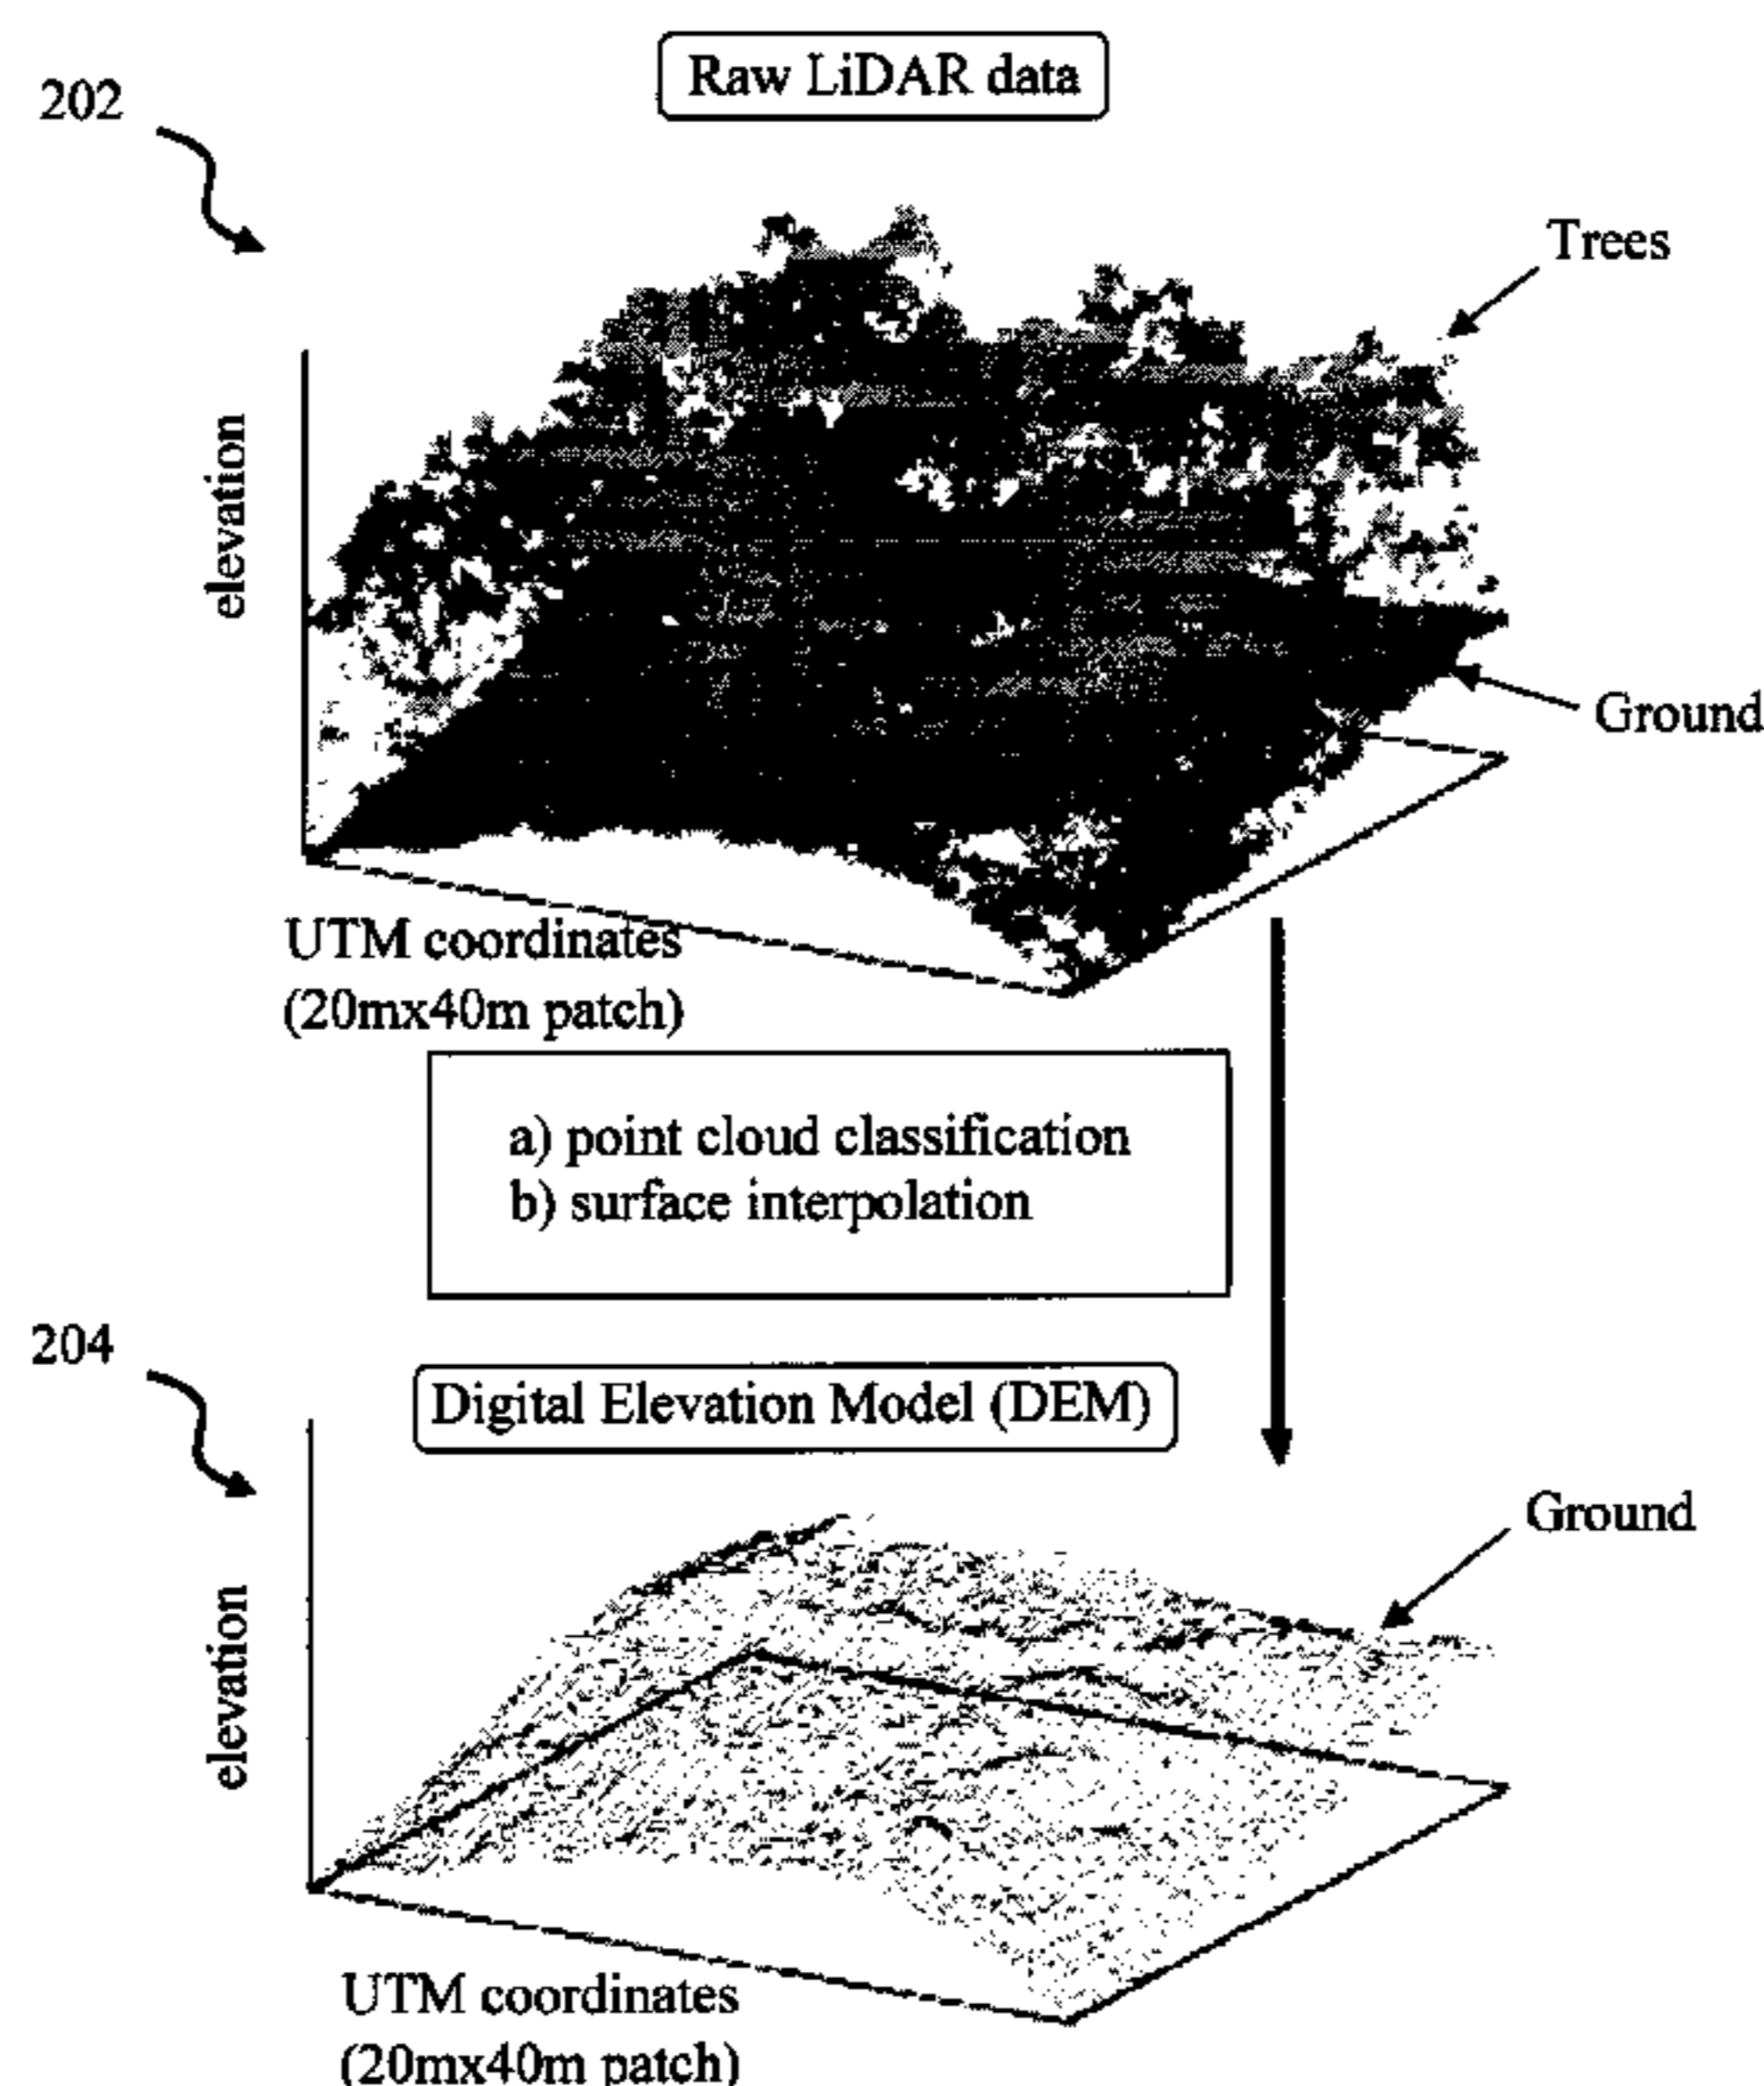 Raw LiDAR data
202
Trees
elevation
Ground
UTM coordinates
(20mx40m patch)
a) point cloud classification
b) surface interpolation
204
Digital Elevation Model (DEM)
Ground
elevation
UTM coordinates
(20mx40m patch)